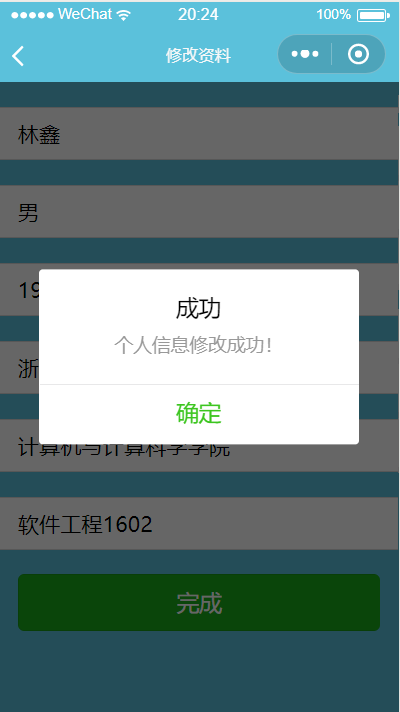 WeChat 20:24 100%
修改资料
林鑫
男
19
成功
个人信息修改成功！
浙
确定
计算机与计算科学学院
软件工程1602
完成